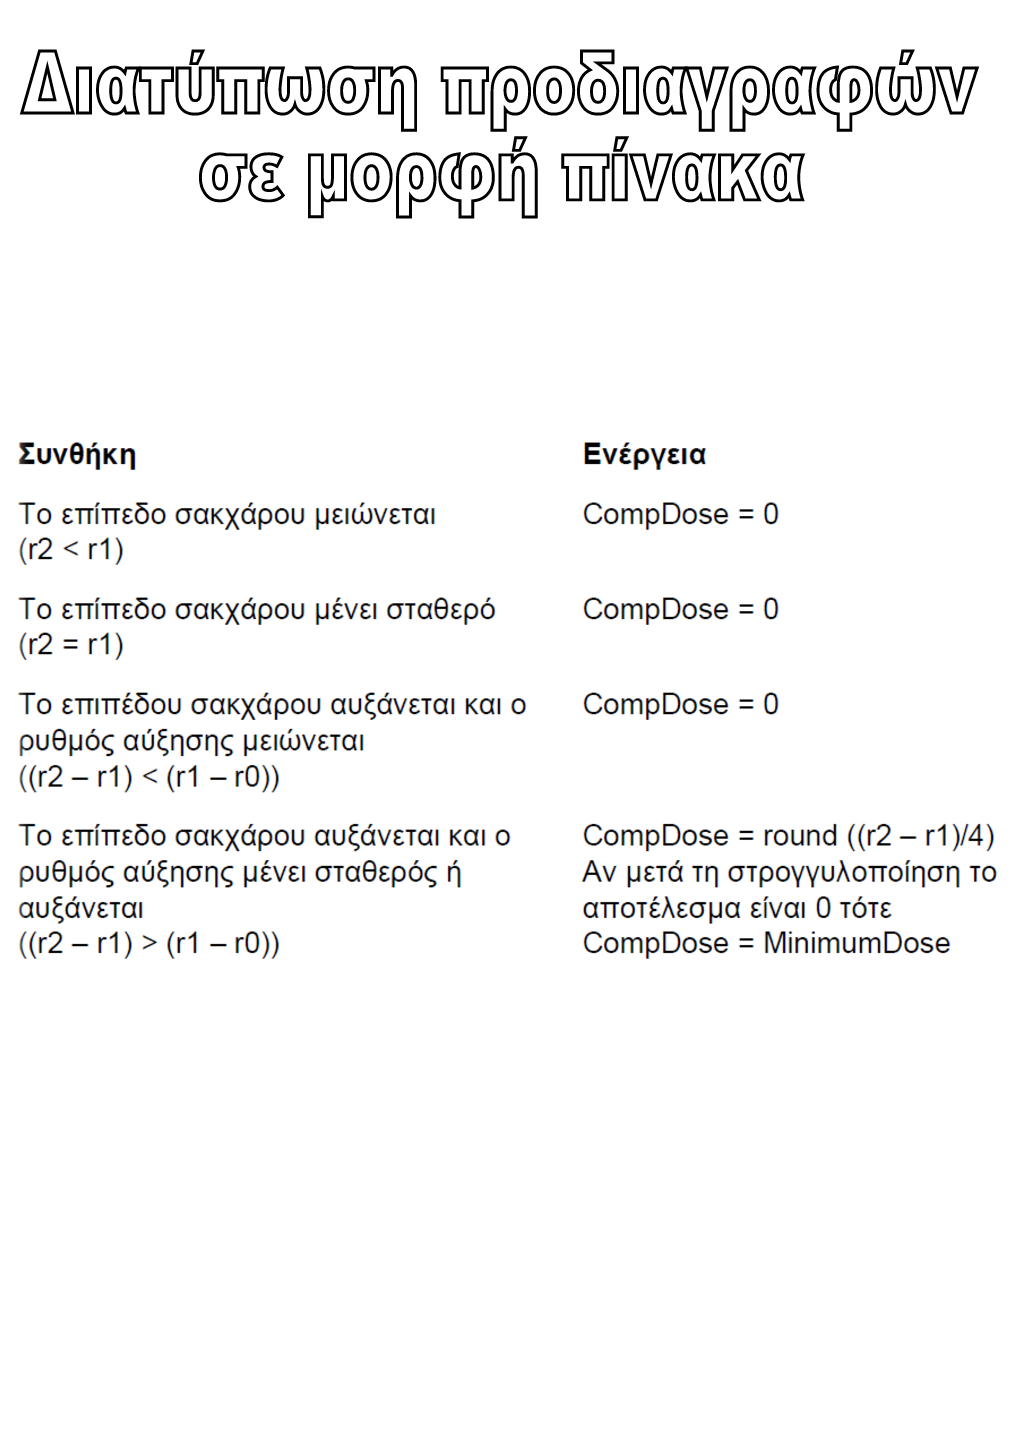 Διατύπωση προδιαγραφών
σε μορφή πίνακα
Συνθήκη Ενέργεια
Το επίπεδο σακχάρου μειώνεται CompDose = 0
(r2 < r1)
Το επίπεδο σακχάρου μένει σταθερό CompDose = 0
(r2 = r1)
Το επιπέδου σακχάρου αυξάνεται και ο CompDose = 0
ρυθμός αύξησης μειώνεται
((r2 – r1) < (r1 – r0))
Το επίπεδο σακχάρου αυξάνεται και ο CompDose = round ((r2 – r1)/4)
ρυθμός αύξησης μένει σταθερός ή Αν μετά τη στρογγυλοποίηση το
αυξάνεται αποτέλεσμα είναι 0 τότε
((r2 – r1) > (r1 – r0)) CompDose = MinimumDose